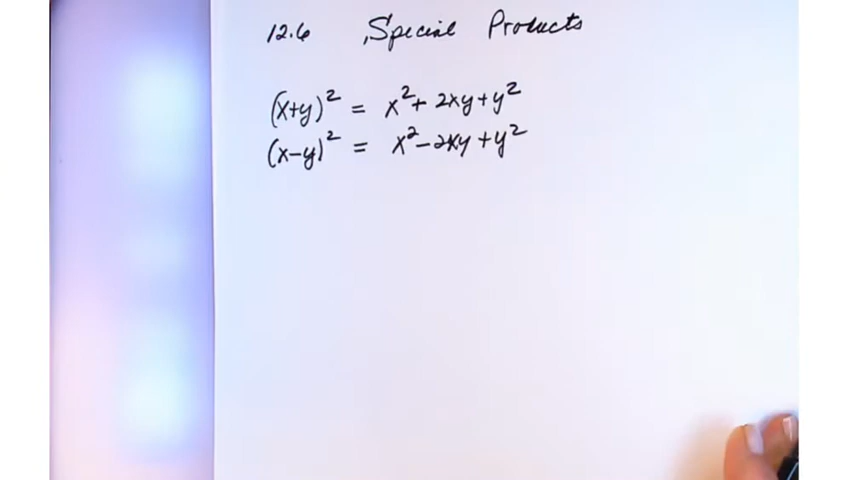 12.6 Special Products
(x+y)² = x² + 2xy + y²
(x-y)² = x² - 2xy + y²